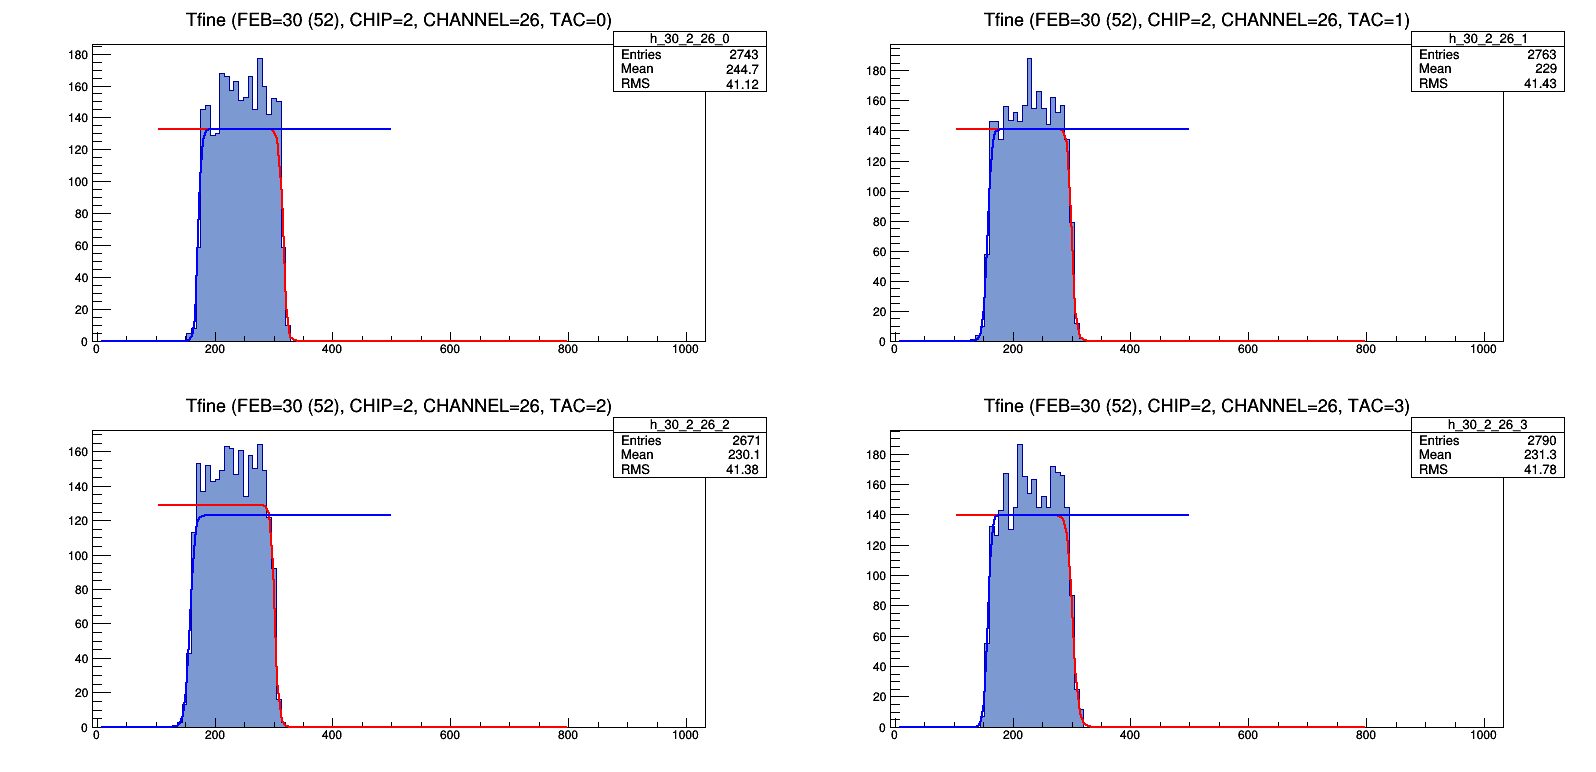 Tfine (FEB=30 (52), CHIP=2, CHANNEL=26, TAC=0)
h_30_2_26_0
Entries 2743
Mean 244.7
RMS 41.12
180
160
140
120
100
80
60
40
20
0
0 200 400 600 800 1000
Tfine (FEB=30 (52), CHIP=2, CHANNEL=26, TAC=1)
h_30_2_26_1
Entries 2763
Mean 229
RMS 41.43
180
160
140
120
100
80
60
40
20
0
0 200 400 600 800 1000
Tfine (FEB=30 (52), CHIP=2, CHANNEL=26, TAC=2)
h_30_2_26_2
Entries 2671
Mean 230.1
RMS 41.38
160
140
120
100
80
60
40
20
0
0 200 400 600 800 1000
Tfine (FEB=30 (52), CHIP=2, CHANNEL=26, TAC=3)
h_30_2_26_3
Entries 2790
Mean 231.3
RMS 41.78
180
160
140
120
100
80
60
40
20
0
0 200 400 600 800 1000